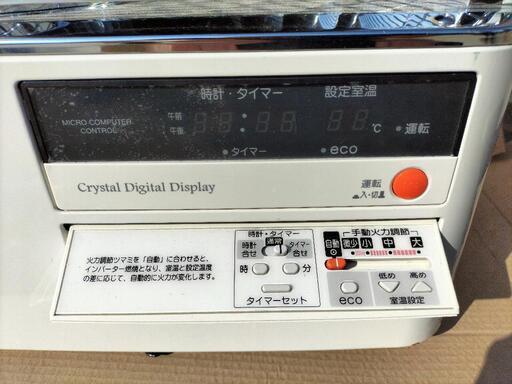 時計・タイマー 設定室温
MICRO COMPUTER
CONTROL
午前
午後
88:88 88 ℃ 運転
タイマー eco
Crystal Digital Display
運転
入・切
時計・タイマー
通常
時計合せ タイマー合せ
時 分
タイマーセット
火力調節ツマミを「自動」に合わせると、
インバーター燃焼となり、室温と設定温度
の差に応じて、自動的に火力が変化します。
手動火力調節
自動 微少 小 中 大
低め 高め
eco 室温設定